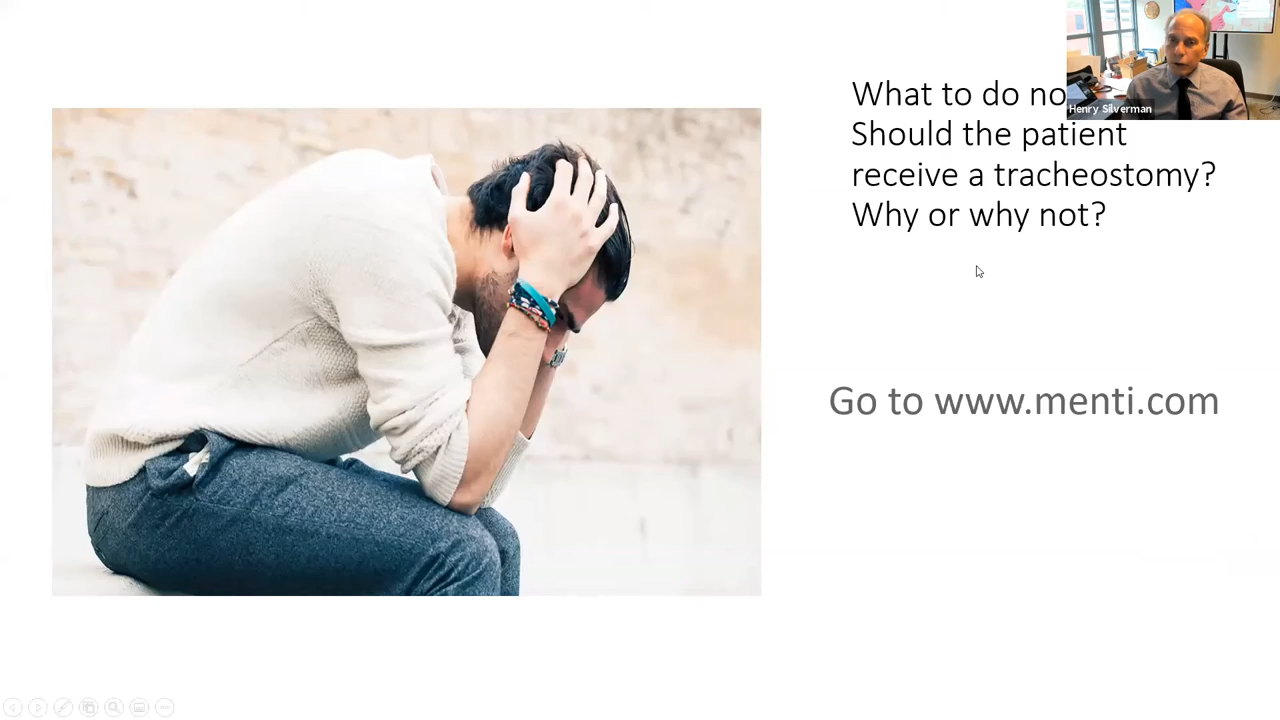 What to do no
Should the patient
receive a tracheostomy?
Why or why not?
Henry Silverman
Go to www.menti.com